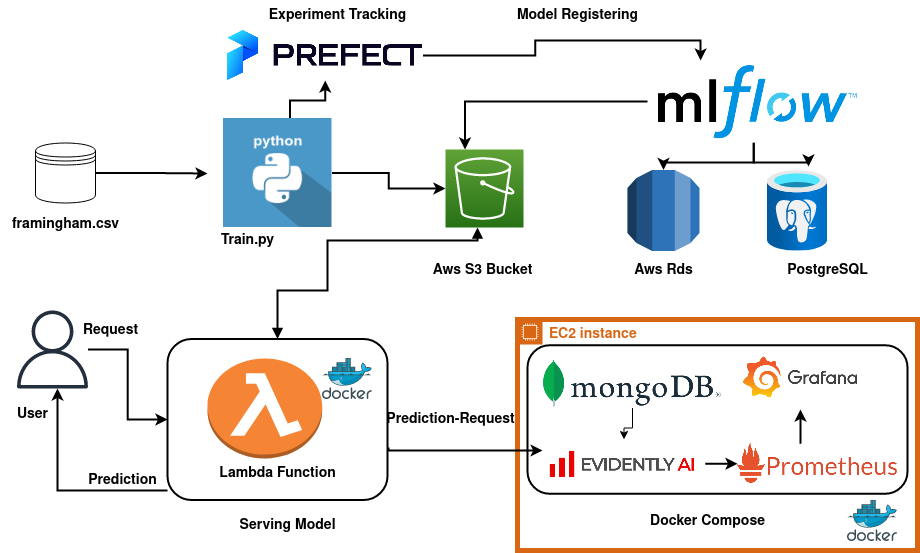 Experiment Tracking
Model Registering
PREFECT
mlflow™
python
framingham.csv
Train.py
Aws S3 Bucket
Aws Rds
PostgreSQL
EC2 instance
Request
User
docker
mongoDB®
Grafana
Prediction-Request
Lambda Function
EVIDENTLY AI
Prometheus
Prediction
Serving Model
Docker Compose
docker